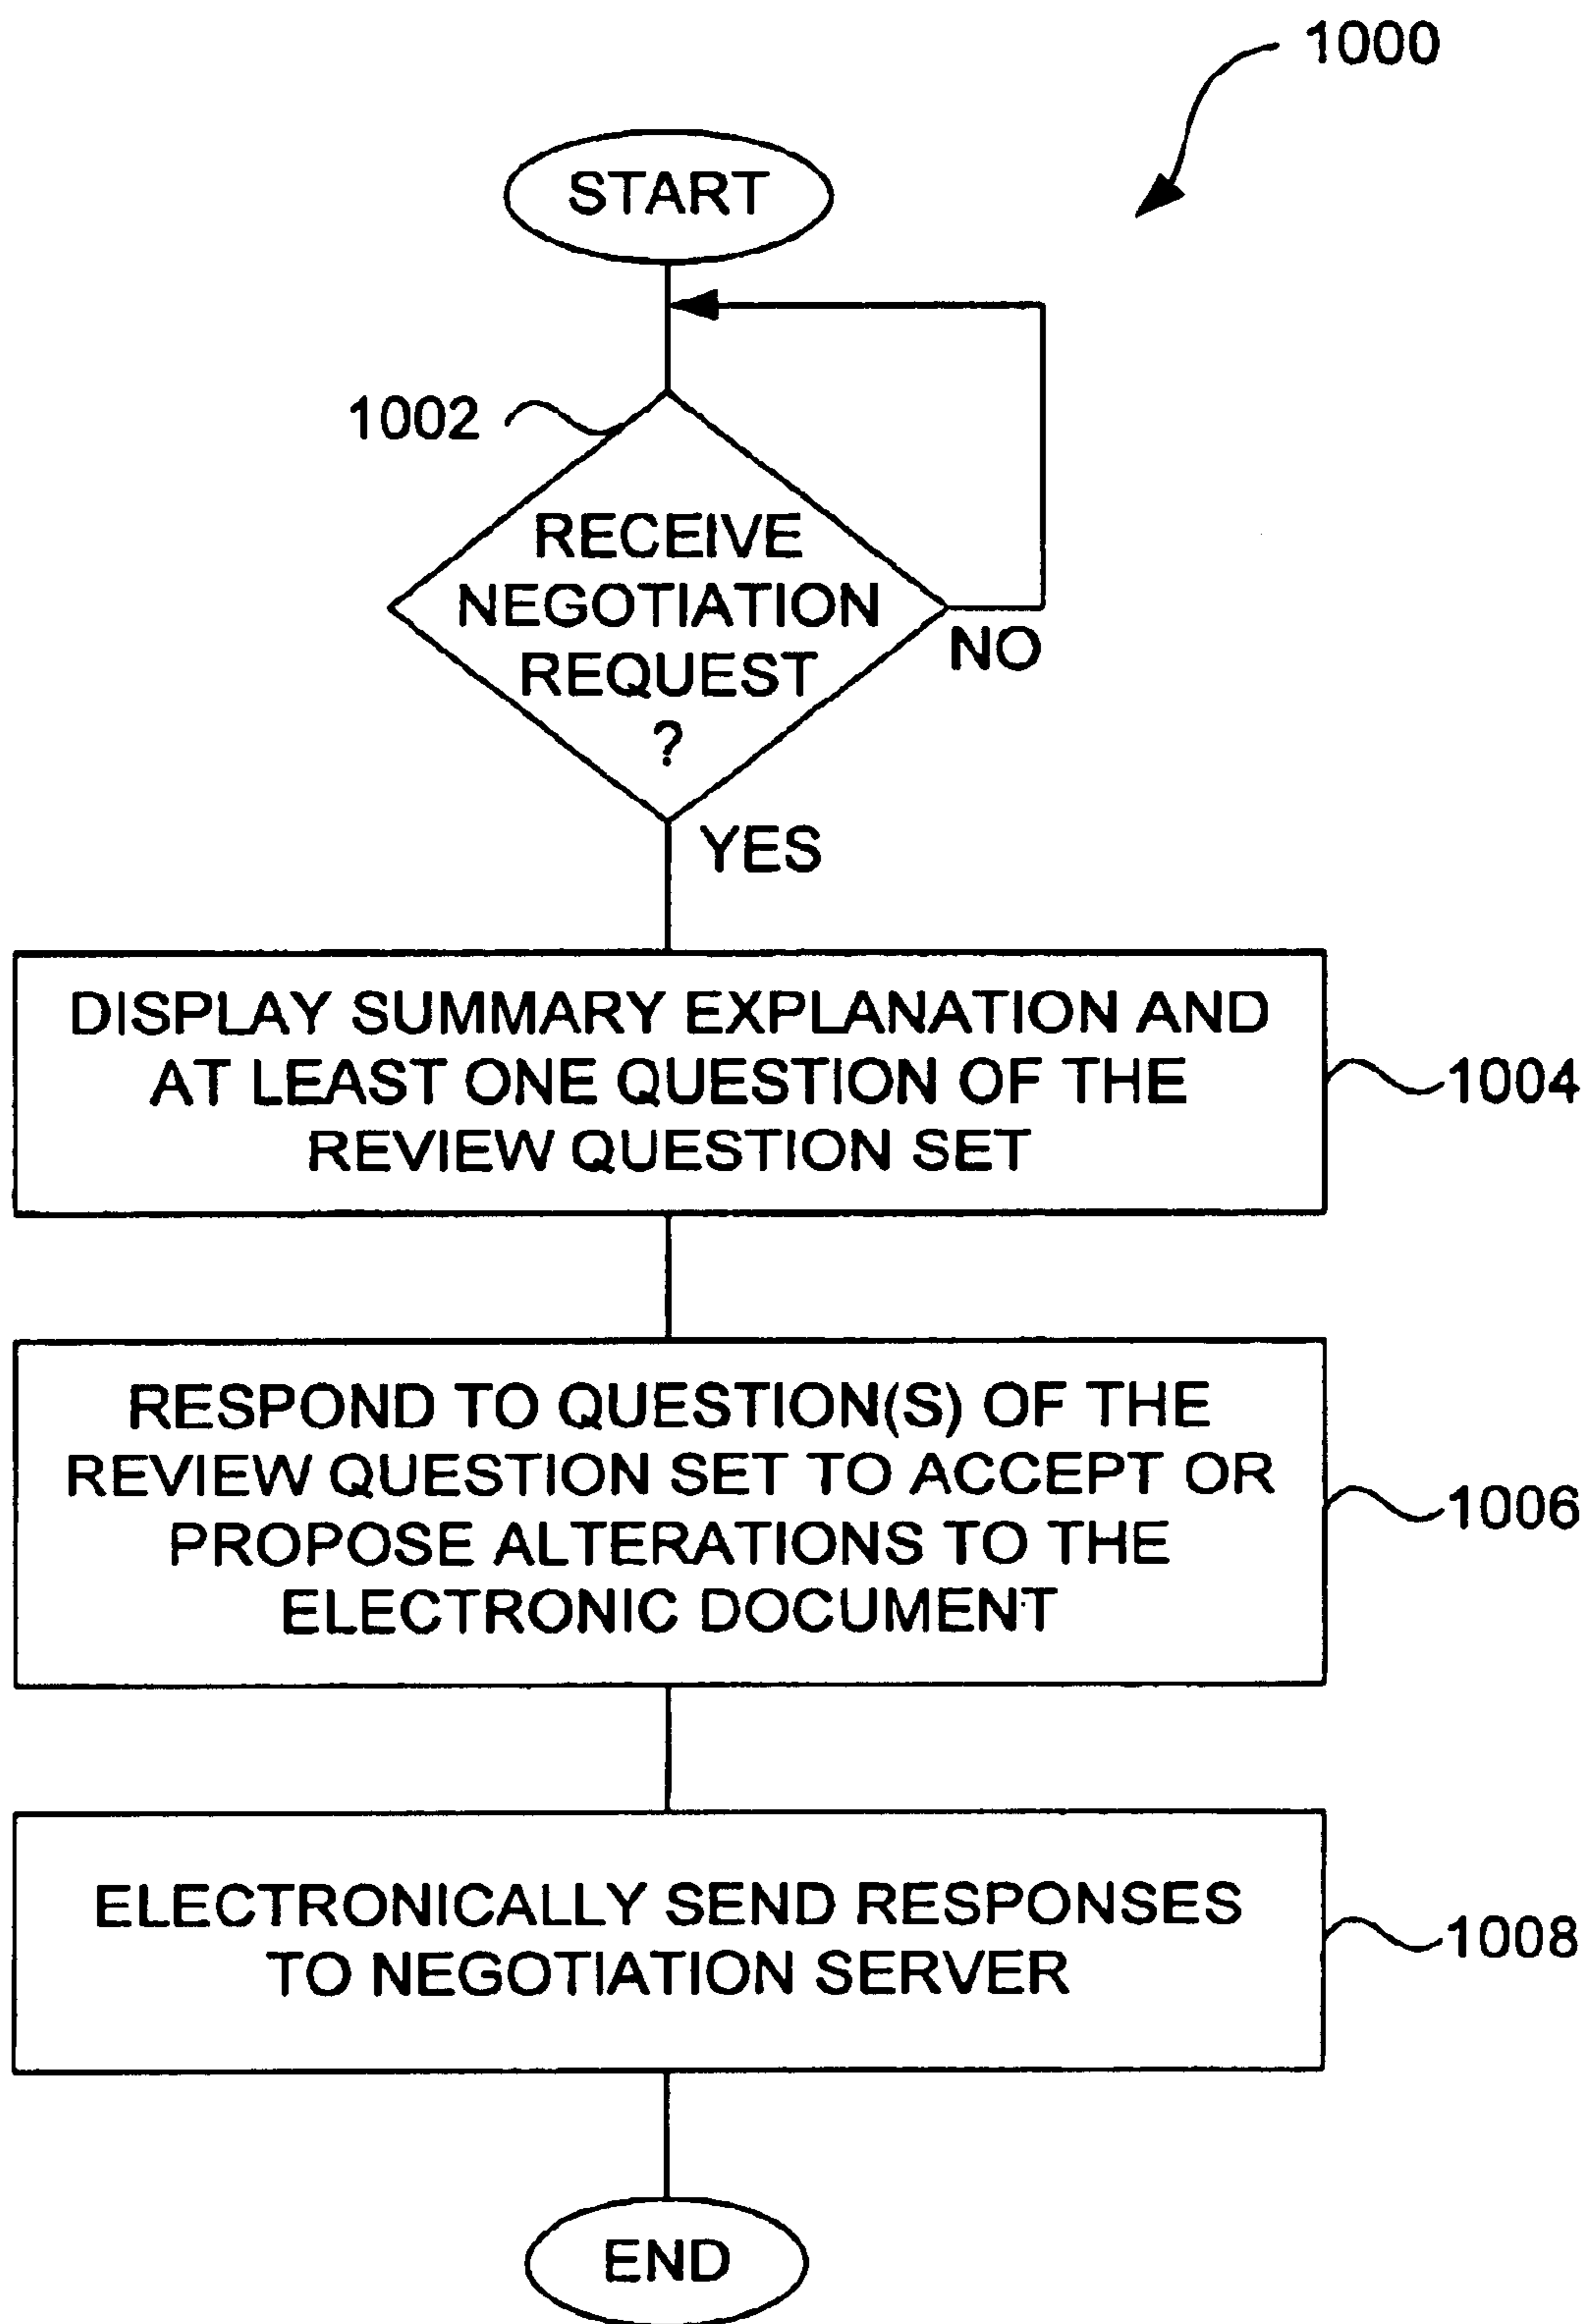 1000
START
1002
RECEIVE
NEGOTIATION
REQUEST
?
NO
YES
DISPLAY SUMMARY EXPLANATION AND
AT LEAST ONE QUESTION OF THE
REVIEW QUESTION SET
1004
RESPOND TO QUESTION(S) OF THE
REVIEW QUESTION SET TO ACCEPT OR
PROPOSE ALTERATIONS TO THE
ELECTRONIC DOCUMENT
1006
ELECTRONICALLY SEND RESPONSES
TO NEGOTIATION SERVER
1008
END